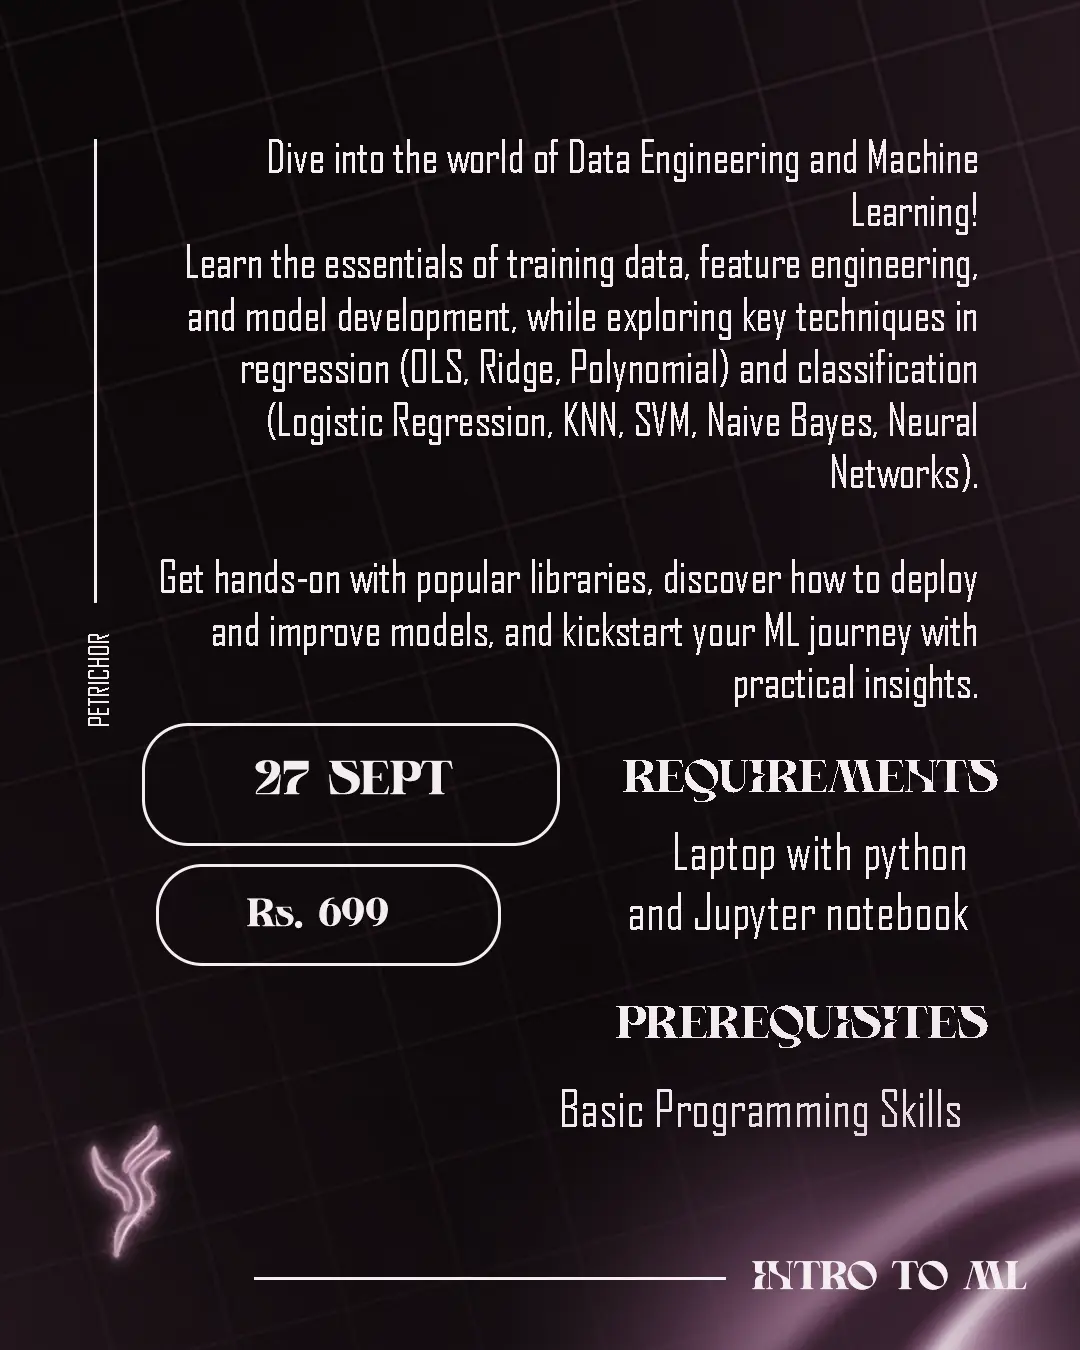 Dive into the world of Data Engineering and Machine
Learning!
Learn the essentials of training data, feature engineering,
and model development, while exploring key techniques in
regression (OLS, Ridge, Polynomial) and classification
(Logistic Regression, KNN, SVM, Naive Bayes, Neural
Networks).
Get hands-on with popular libraries, discover how to deploy
and improve models, and kickstart your ML journey with
practical insights.
PETRICHOR
27 SEPT
Rs. 699
REQUIREMENTS
Laptop with python
and Jupyter notebook
PREREQUISITES
Basic Programming Skills
INTRO TO ML